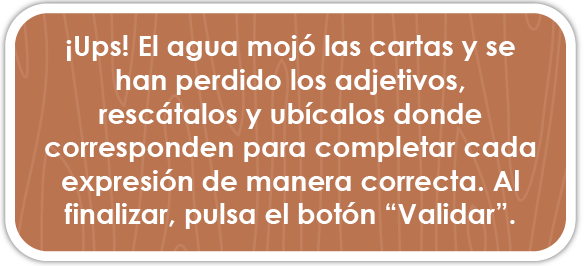 ¡Ups! El agua mojó las cartas y se
han perdido los adjetivos,
rescátalos y ubícalos donde
corresponden para completar cada
expresión de manera correcta. Al
finalizar, pulsa el botón “Validar”.